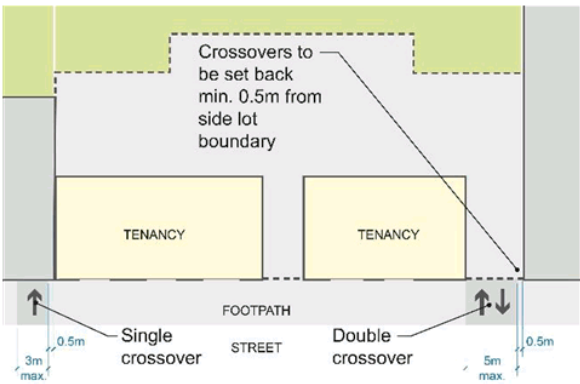 Crossovers to
be set back
min. 0.5m from
side lot
boundary
TENANCY
TENANCY
FOOTPATH
STREET
Single
crossover
Double
crossover
0.5m
3m
max.
0.5m
5m
max.